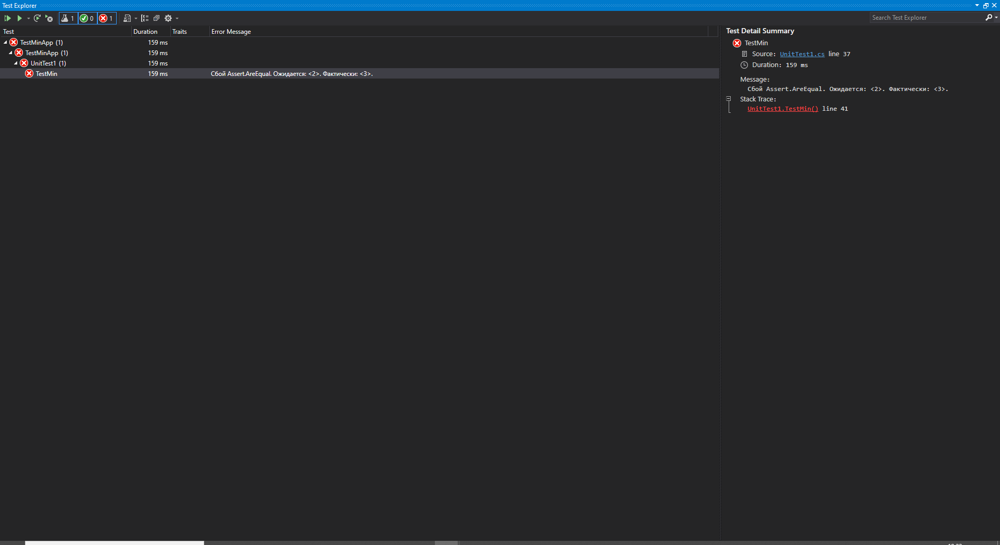 Test Explorer
1 0 1
Search Test Explorer
Test Duration Traits Error Message
TestMinApp (1) 159 ms
TestMinApp (1) 159 ms
UnitTest1 (1) 159 ms
TestMin 159 ms Сбой Assert.AreEqual. Ожидается: <2>. Фактически: <3>.
Test Detail Summary
TestMin
Source: UnitTest1.cs line 37
Duration: 159 ms
Message:
Сбой Assert.AreEqual. Ожидается: <2>. Фактически: <3>.
Stack Trace:
UnitTest1.TestMin() line 41